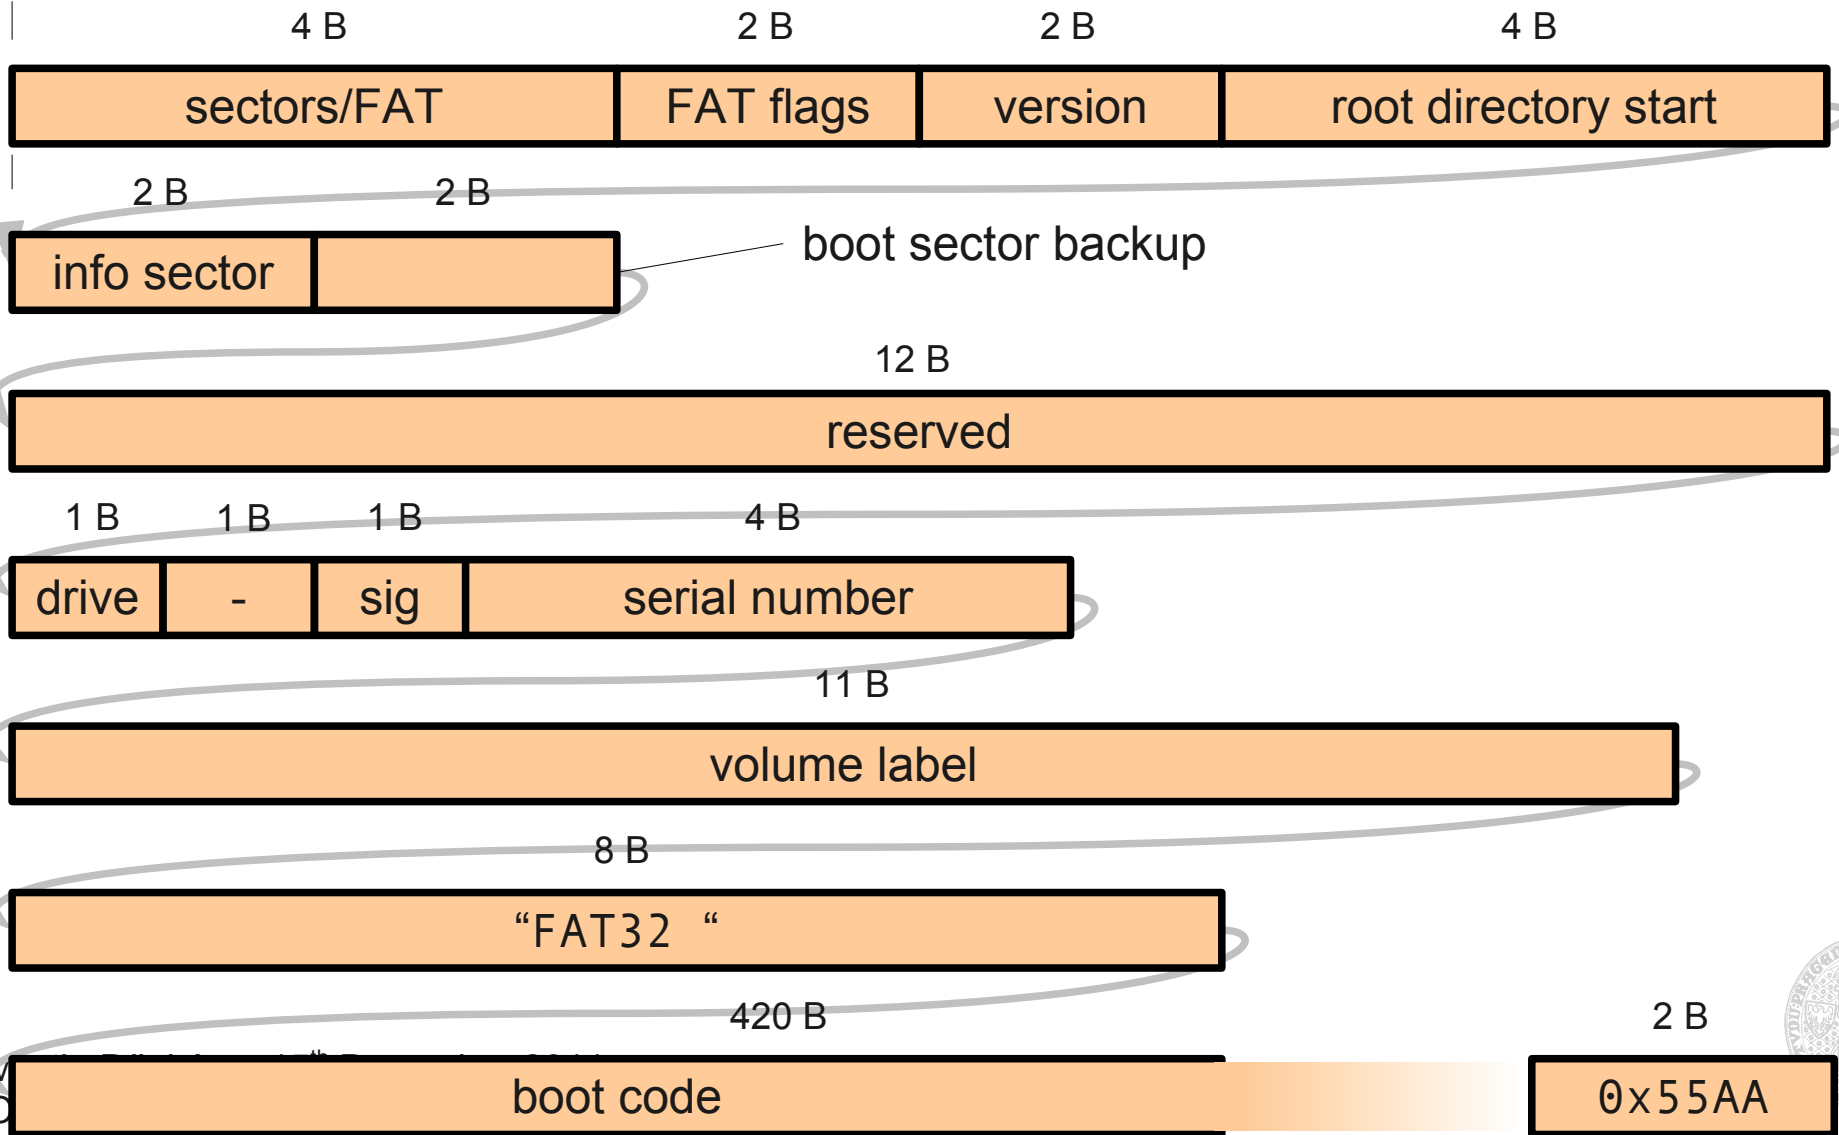 4 B 2 B 2 B 4 B
sectors/FAT FAT flags version root directory start
2 B 2 B
info sector
boot sector backup
12 B
reserved
1 B 1 B 1 B 4 B
drive - sig serial number
11 B
volume label
8 B
“FAT32 “
420 B 2 B
boot code 0x55AA